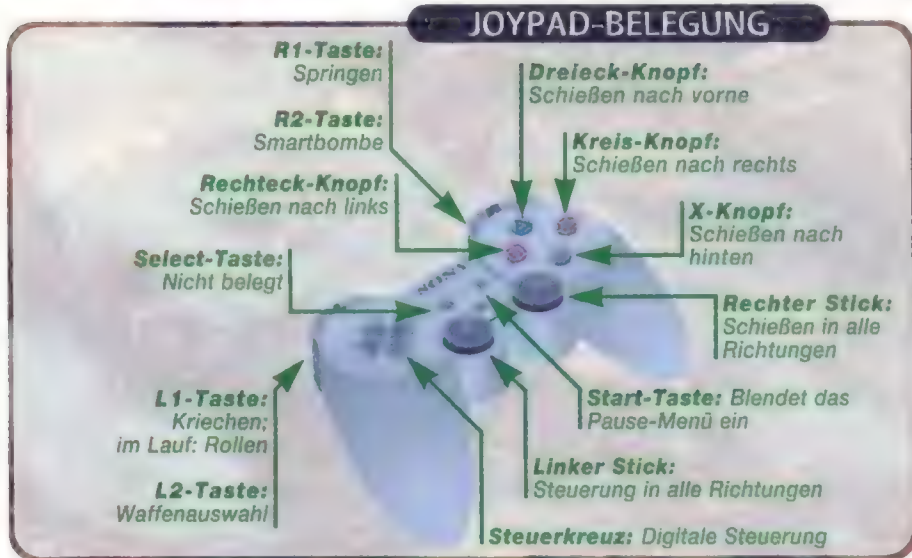 JOYPAD-BELEGUNG
R1-Taste:
Springen
R2-Taste:
Smartbombe
Rechteck-Knopf:
Schießen nach links
Select-Taste:
Nicht belegt
L1-Taste:
Kriechen;
im Lauf: Rollen
L2-Taste:
Waffenauswahl
Dreieck-Knopf:
Schießen nach vorne
Kreis-Knopf:
Schießen nach rechts
X-Knopf:
Schießen nach
hinten
Rechter Stick:
Schießen in alle
Richtungen
Start-Taste: Blendet das
Pause-Menü ein
Linker Stick:
Steuerung in alle Richtungen
Steuerkreuz: Digitale Steuerung
SONY